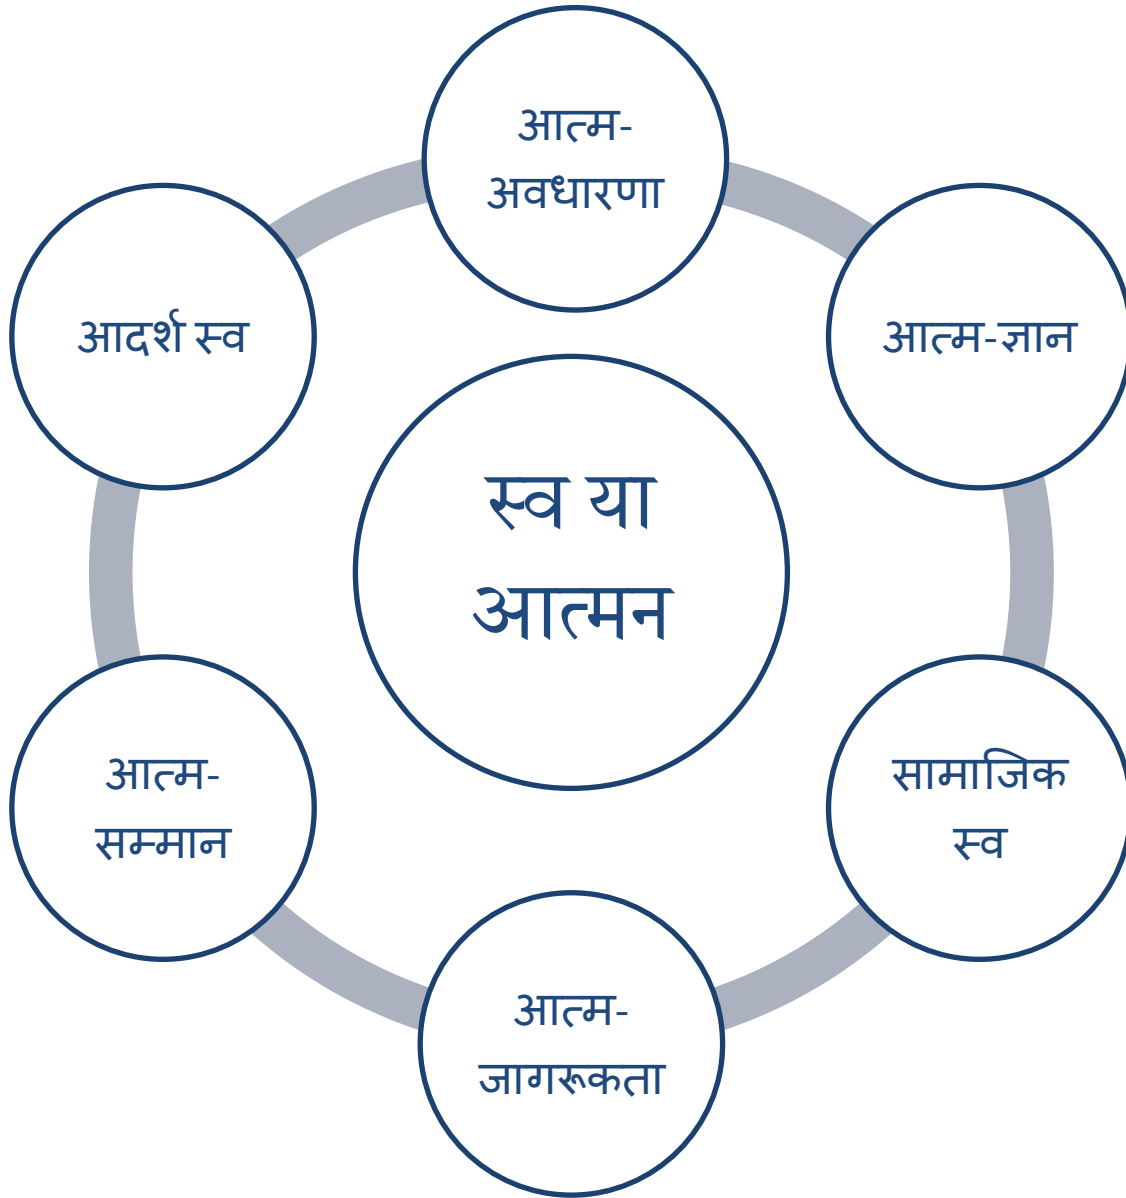 आत्म-
अवधारणा
आदर्श स्व
आत्म-ज्ञान
स्व या
आत्मन
आत्म-
सम्मान
सामाजिक
स्व
आत्म-
जागरूकता